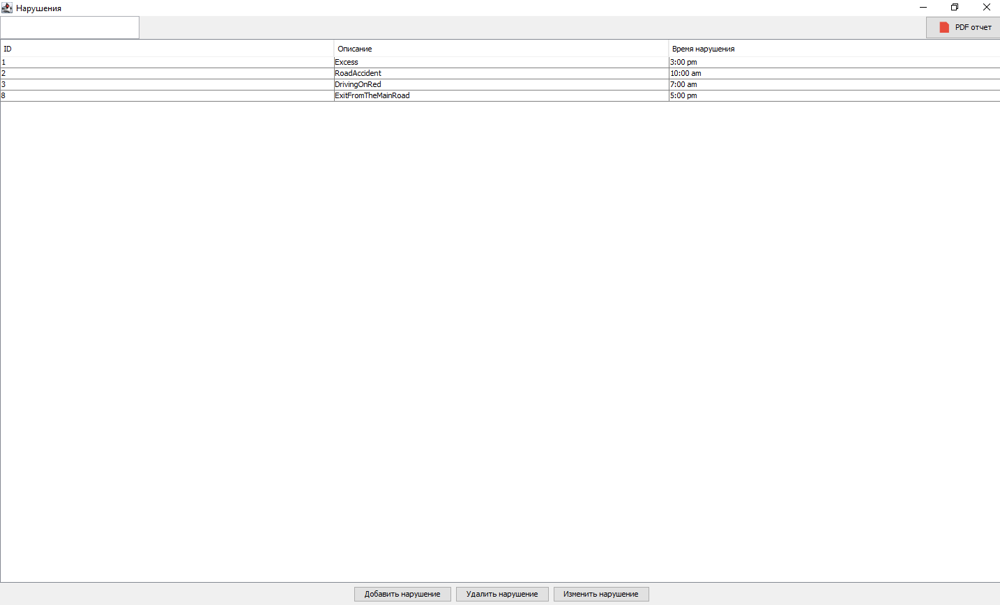 Нарушения
PDF отчет
ID Описание Время нарушения
1 Excess 3:00 pm
2 RoadAccident 10:00 am
3 DrivingOnRed 7:00 am
8 ExitFromTheMainRoad 5:00 pm
Добавить нарушение Удалить нарушение Изменить нарушение